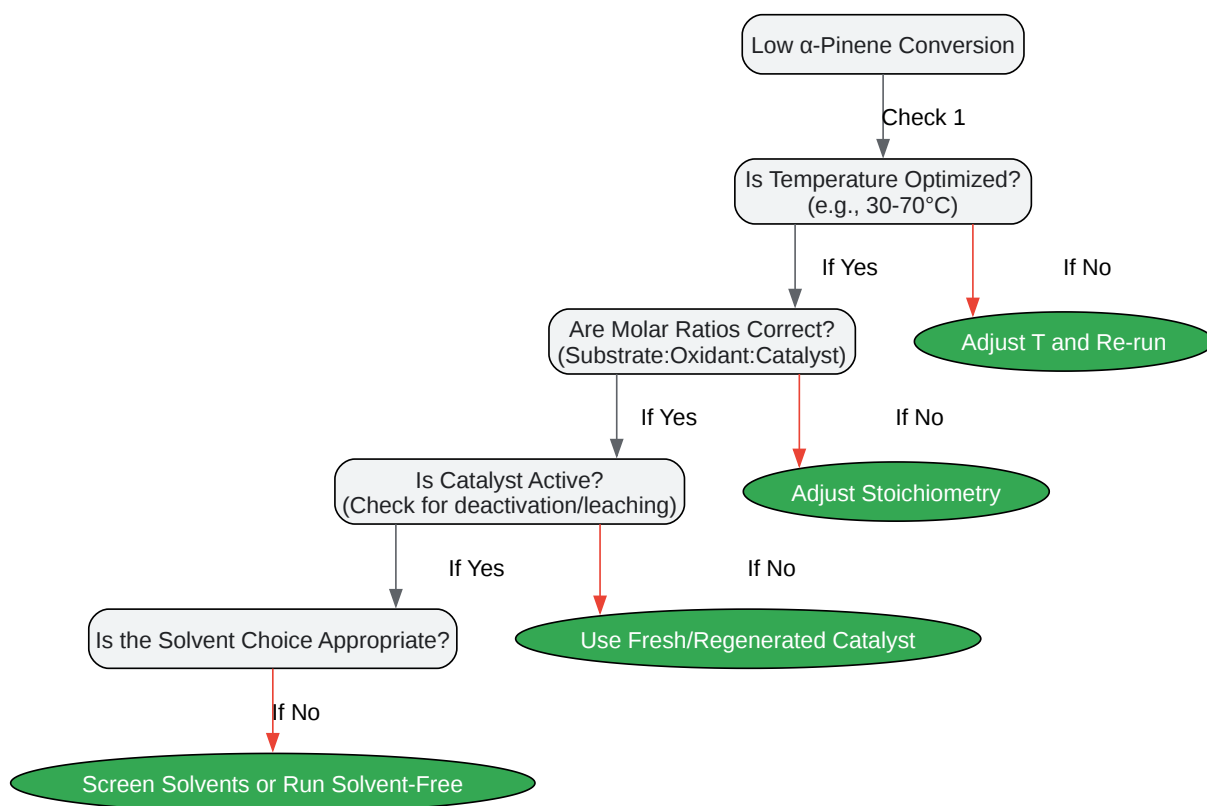 Low α-Pinene Conversion
Check 1
Is Temperature Optimized?
(e.g., 30-70°C)
If Yes
If No
Are Molar Ratios Correct?
(Substrate:Oxidant:Catalyst)
Adjust T and Re-run
If Yes
If No
Is Catalyst Active?
(Check for deactivation/leaching)
Adjust Stoichiometry
If Yes
If No
Is the Solvent Choice Appropriate?
Use Fresh/Regenerated Catalyst
If No
Screen Solvents or Run Solvent-Free